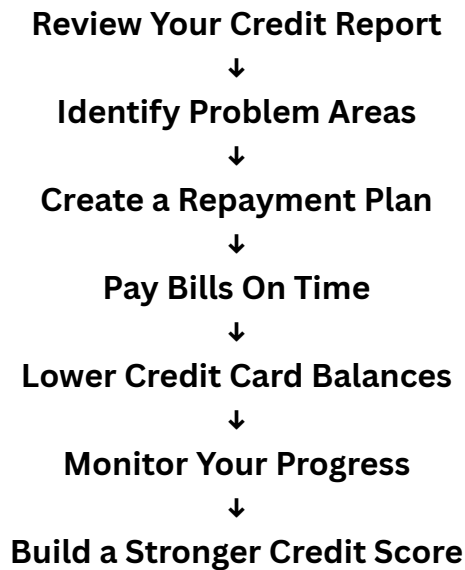 Review Your Credit Report
↓
Identify Problem Areas
↓
Create a Repayment Plan
↓
Pay Bills On Time
↓
Lower Credit Card Balances
↓
Monitor Your Progress
↓
Build a Stronger Credit Score